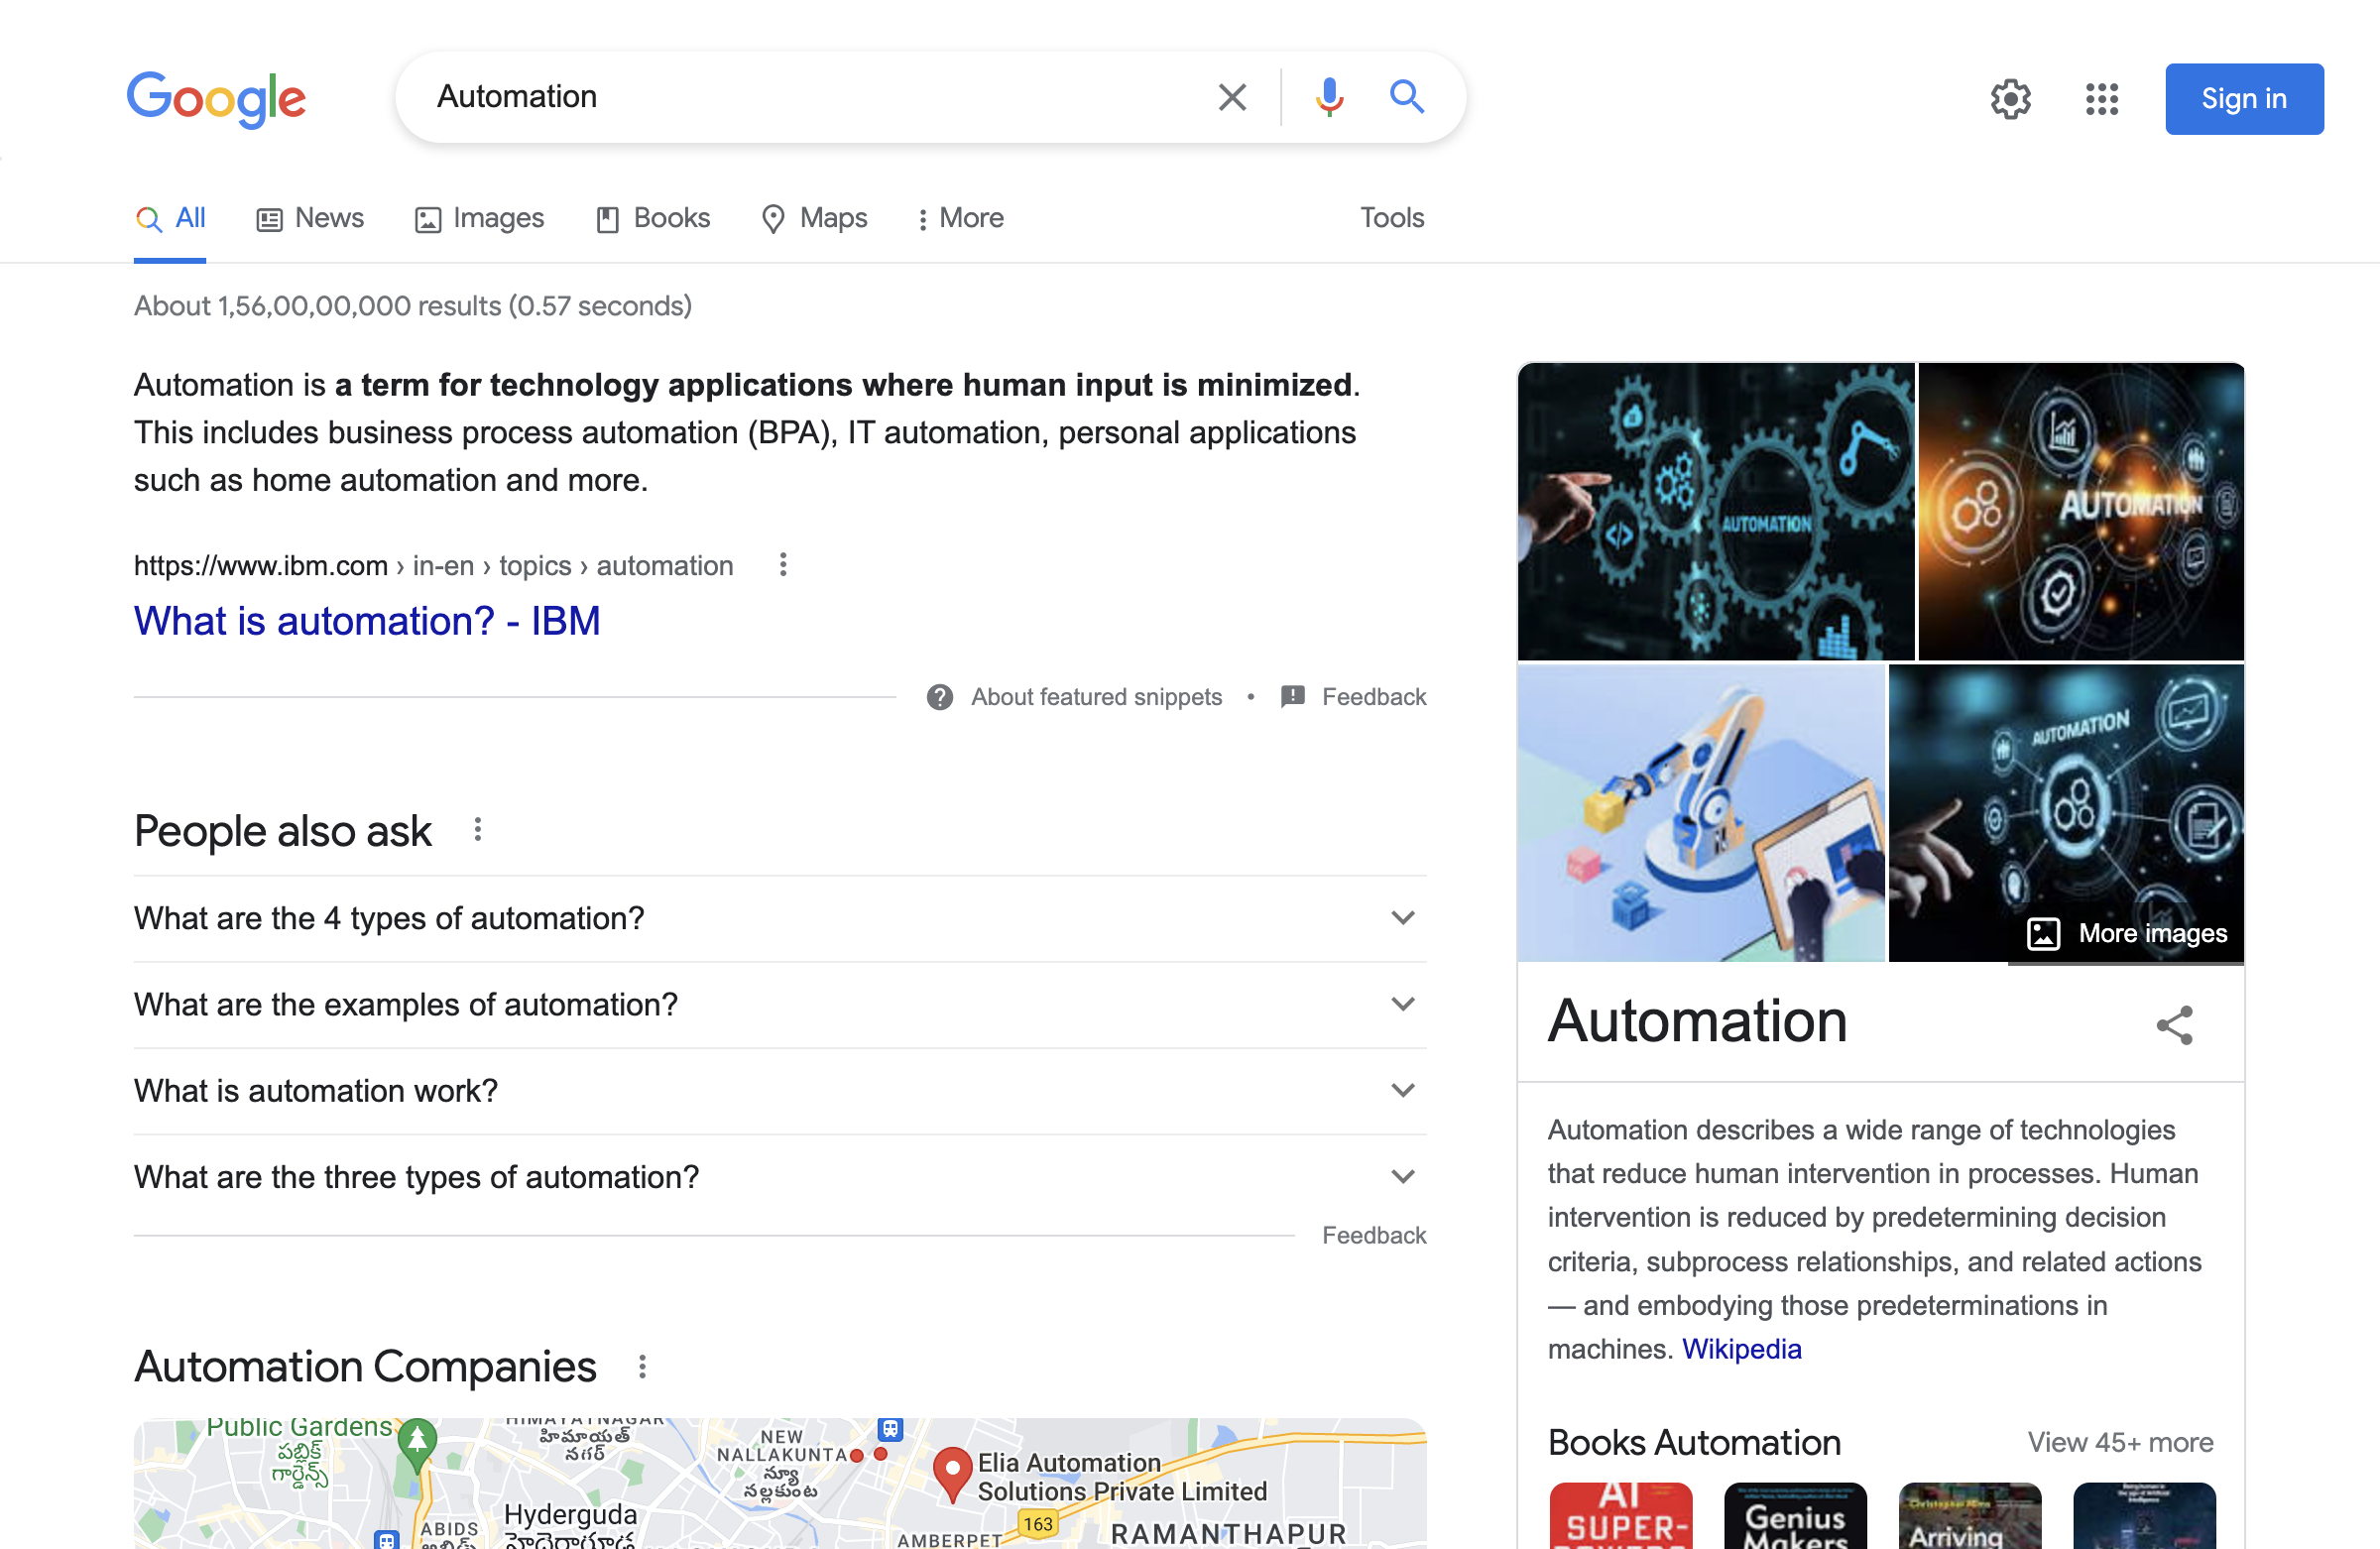 Google
Automation
Sign in
All
News
Images
Books
Maps
More
Tools
About 1,56,00,00,000 results (0.57 seconds)
Automation is a term for technology applications where human input is minimized.
This includes business process automation (BPA), IT automation, personal applications
such as home automation and more.
https://www.ibm.com › in-en › topics › automation
What is automation? - IBM
About featured snippets • Feedback
People also ask
What are the 4 types of automation?
What are the examples of automation?
What is automation work?
What are the three types of automation?
Feedback
Automation Companies
Public Gardens
పబ్లిక్
గార్డెన్స్
HIMAYATNAGAR
హిమాయత్
నగర్
NEW
NALLAKUNTA
న్యూ
నల్లకుంట
Elia Automation
Solutions Private Limited
Hyderguda
163
ABIDS
AMBERPET
RAMANTHAPUR
AUTOMATION
AUTOMATION
AUTOMATION
More images
Automation
Automation describes a wide range of technologies
that reduce human intervention in processes. Human
intervention is reduced by predetermining decision
criteria, subprocess relationships, and related actions
— and embodying those predeterminations in
machines. Wikipedia
Books Automation
View 45+ more
AI
SUPER-
Genius
Makers
Arriving